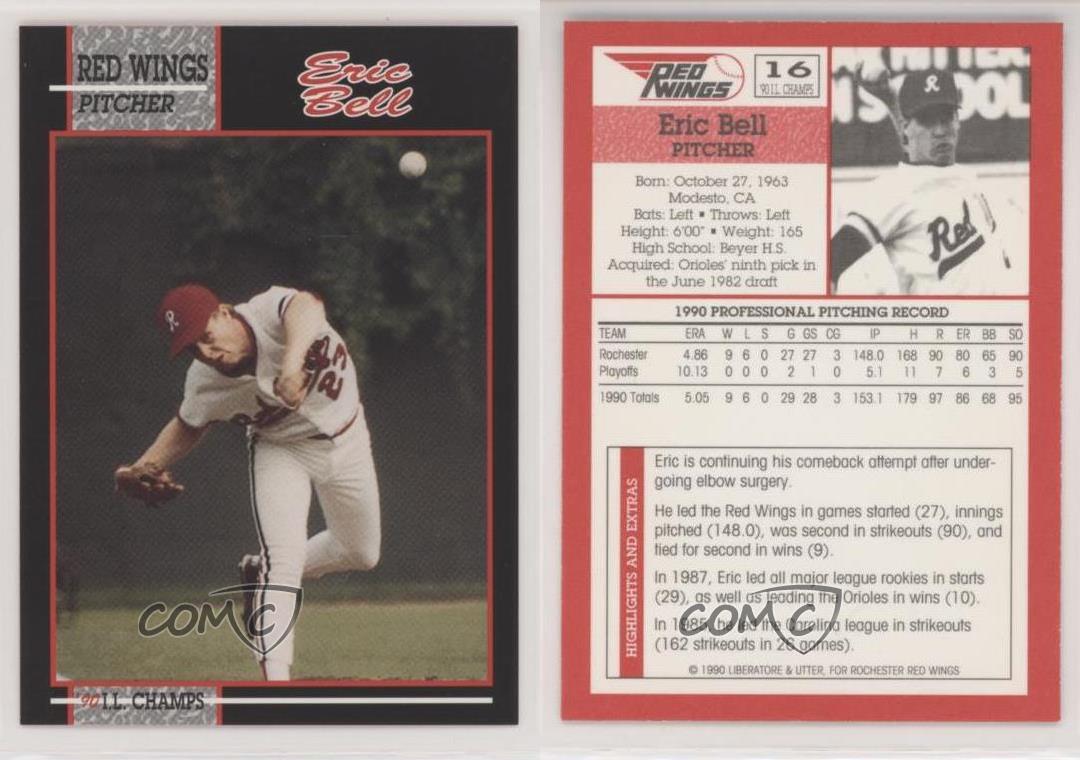 RED WINGS
PITCHER
Eric
Bell
R
23
'90 I.L. CHAMPS
COMC
RED
WINGS
16
'90 I.L. CHAMPS
Eric Bell
PITCHER
Born: October 27, 1963
Modesto, CA
Bats: Left ▪ Throws: Left
Height: 6'00" ▪ Weight: 165
High School: Beyer H.S.
Acquired: Orioles' ninth pick in
the June 1982 draft
R
Red
1990 PROFESSIONAL PITCHING RECORD
TEAM ERA W L S G GS CG IP H R ER BB SO
Rochester 4.86 9 6 0 27 27 3 148.0 168 90 80 65 90
Playoffs 10.13 0 0 0 2 1 0 5.1 11 7 6 3 5
1990 Totals 5.05 9 6 0 29 28 3 153.1 179 97 86 68 95
HIGHLIGHTS AND EXTRAS
Eric is continuing his comeback attempt after under-
going elbow surgery.
He led the Red Wings in games started (27), innings
pitched (148.0), was second in strikeouts (90), and
tied for second in wins (9).
In 1987, Eric led all major league rookies in starts
(29), as well as leading the Orioles in wins (10).
In 1985, he led the Carolina league in strikeouts
(162 strikeouts in 26 games).
© 1990 LIBERATORE & UTTER, FOR ROCHESTER RED WINGS
COMC